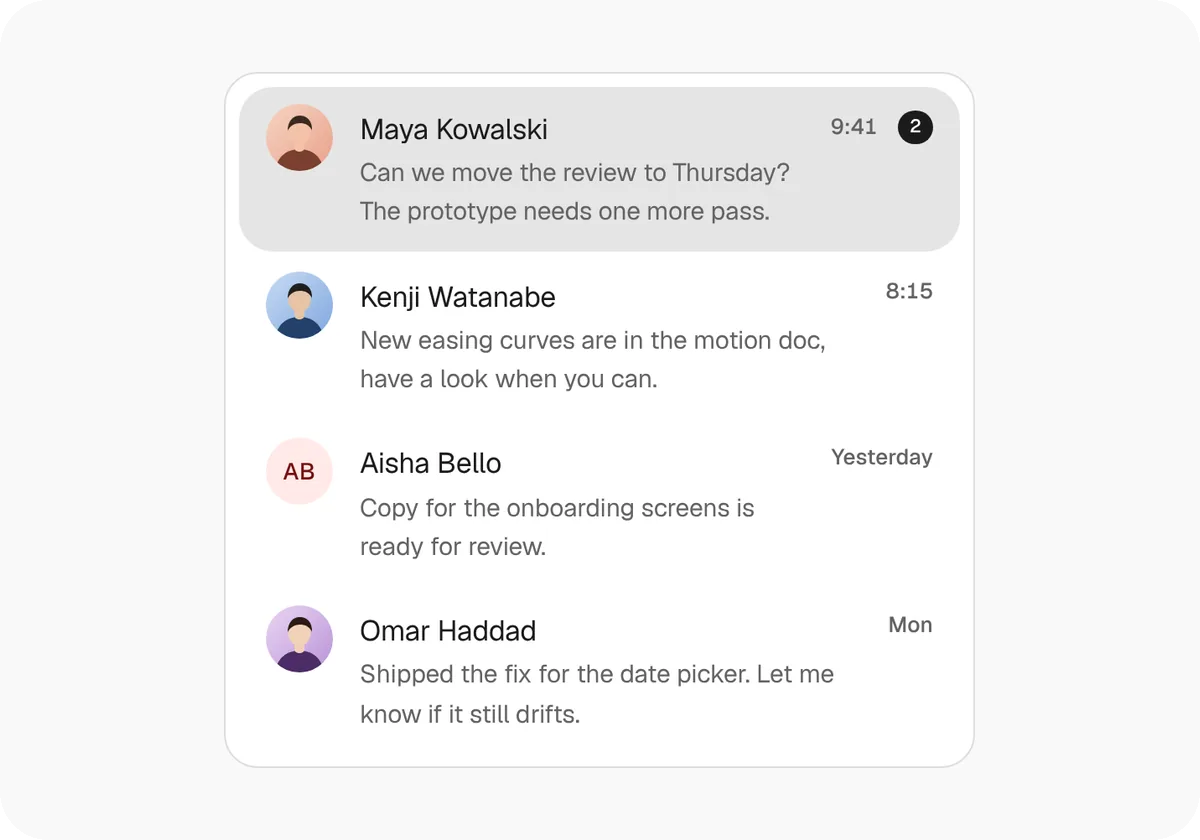 Maya Kowalski
9:41
2
Can we move the review to Thursday?
The prototype needs one more pass.
Kenji Watanabe
8:15
New easing curves are in the motion doc,
have a look when you can.
AB
Aisha Bello
Yesterday
Copy for the onboarding screens is
ready for review.
Omar Haddad
Mon
Shipped the fix for the date picker. Let me
know if it still drifts.